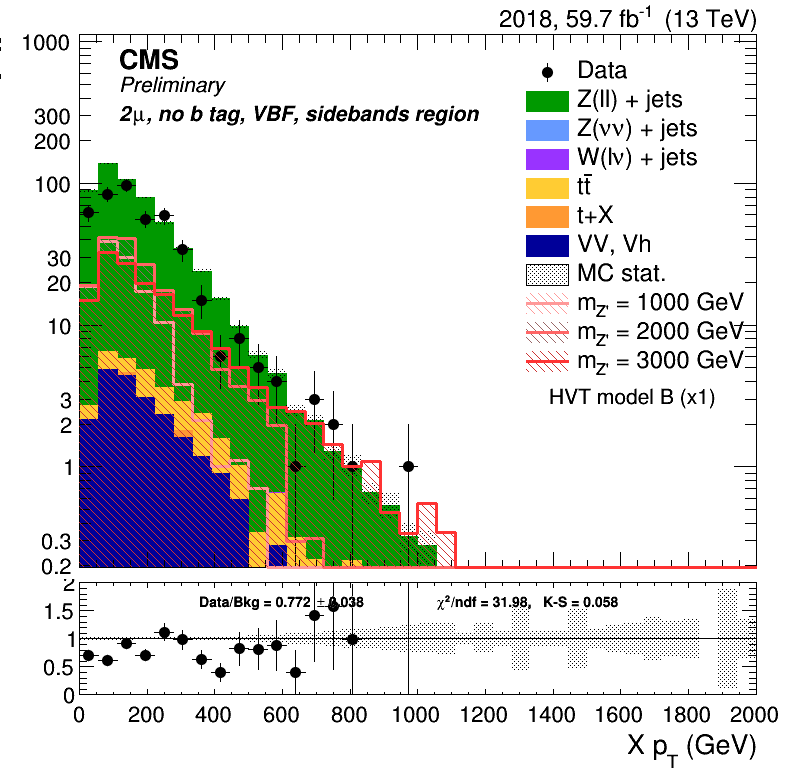 2018, 59.7 fb⁻¹ (13 TeV)
CMS
Preliminary
2μ, no b tag, VBF, sidebands region
Data
Z(ll) + jets
Z(νν) + jets
W(lν) + jets
tt̄
t+X
VV, Vh
MC stat.
m_Z' = 1000 GeV
m_Z' = 2000 GeV
m_Z' = 3000 GeV
HVT model B (x1)
1000
300
200
100
30
20
10
3
2
1
0.3
0.2
Data/Bkg = 0.772 ± 0.038
χ²/ndf = 31.98, K-S = 0.058
2
1.5
1
0.5
0
0 200 400 600 800 1000 1200 1400 1600 1800 2000
X p_T (GeV)